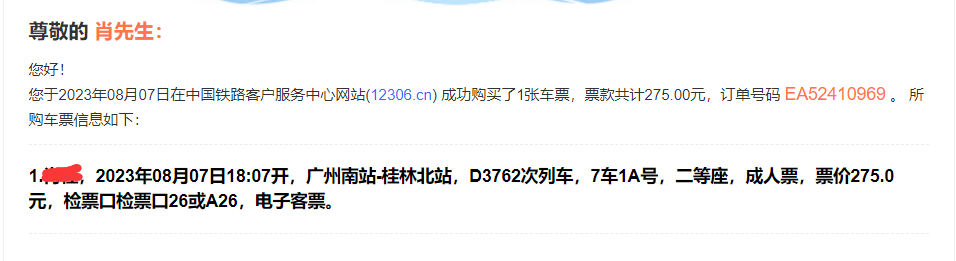 尊敬的 肖先生：
您好！
您于2023年08月07日在中国铁路客户服务中心网站(12306.cn) 成功购买了1张车票，票款共计275.00元，订单号码 EA52410969 。 所
购车票信息如下：
1. ，2023年08月07日18:07开，广州南站-桂林北站，D3762次列车，7车1A号，二等座，成人票，票价275.0
元，检票口检票口26或A26，电子客票。